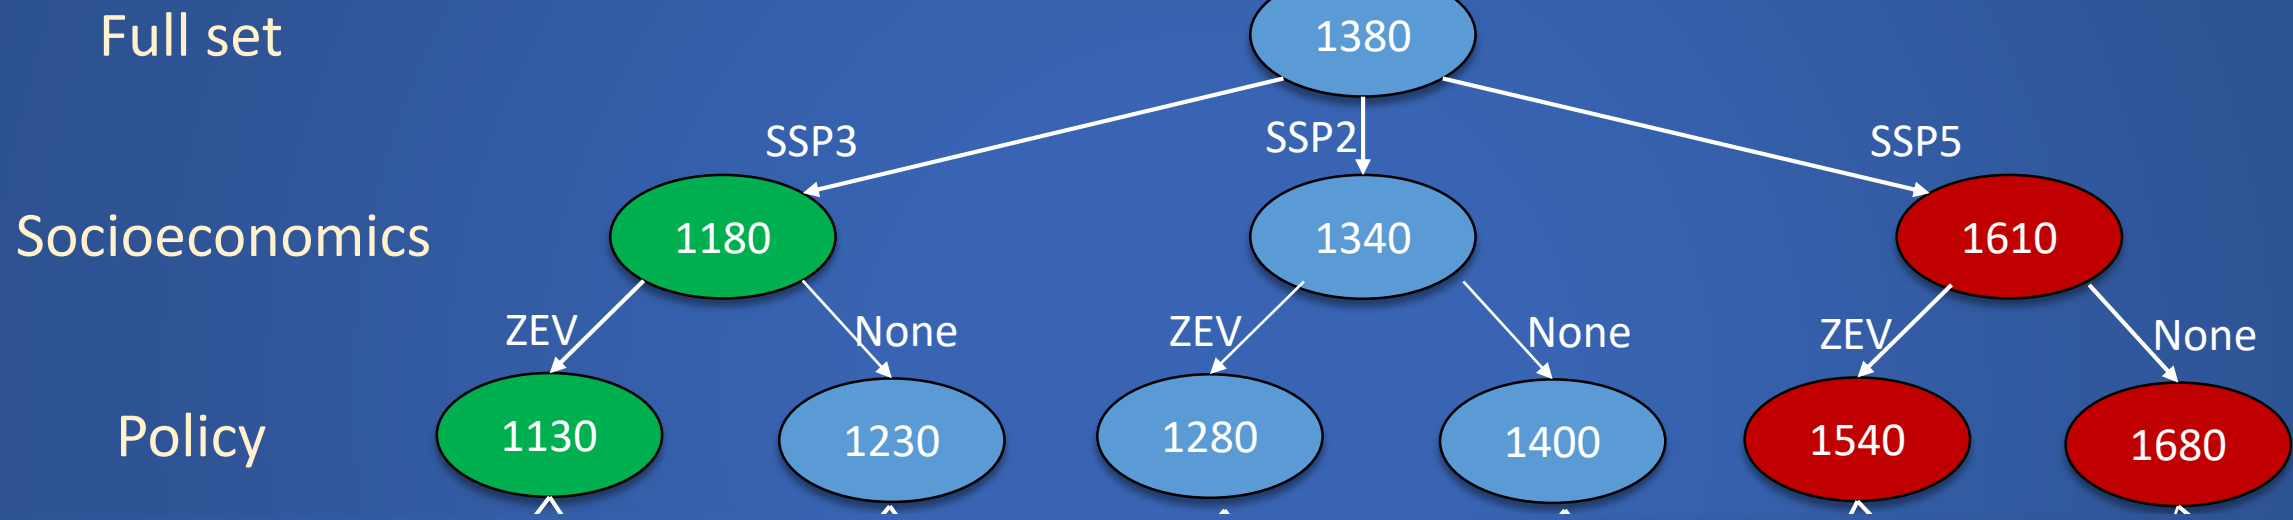 Full set
1380
SSP3
SSP2
SSP5
Socioeconomics
1180
1340
1610
ZEV
None
ZEV
None
ZEV
None
Policy
1130
1230
1280
1400
1540
1680